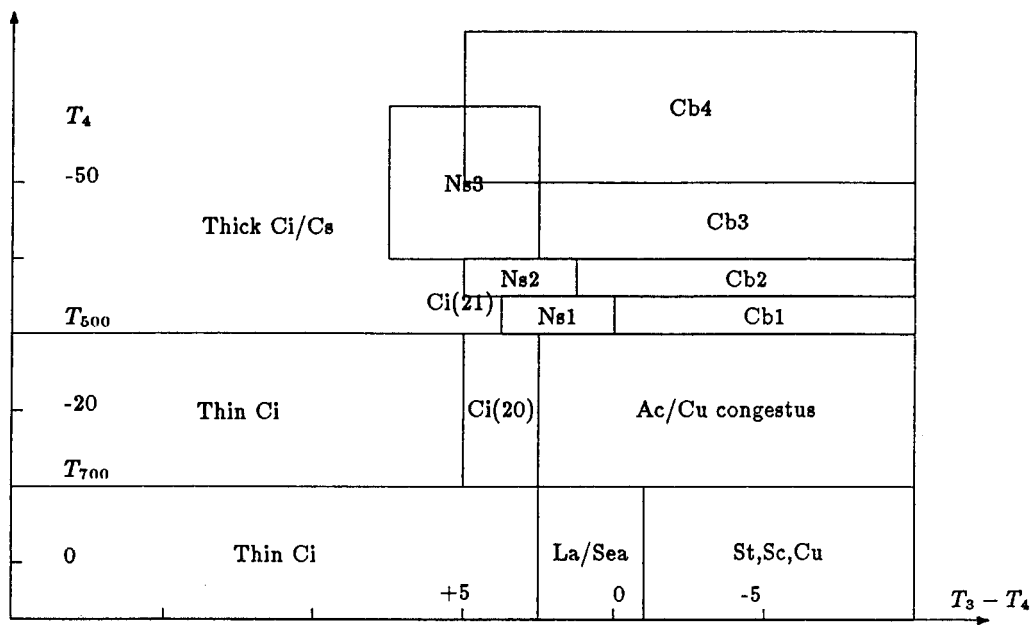 Cb4
T₄
-50
Ns3
Thick Ci/Cs
Cb3
Ns2
Cb2
Ci(21)
T₅₀₀
Ns1
Cb1
-20
Thin Ci
Ci(20)
Ac/Cu congestus
T₇₀₀
0
Thin Ci
La/Sea
St,Sc,Cu
+5
0
-5
T₃ − T₄